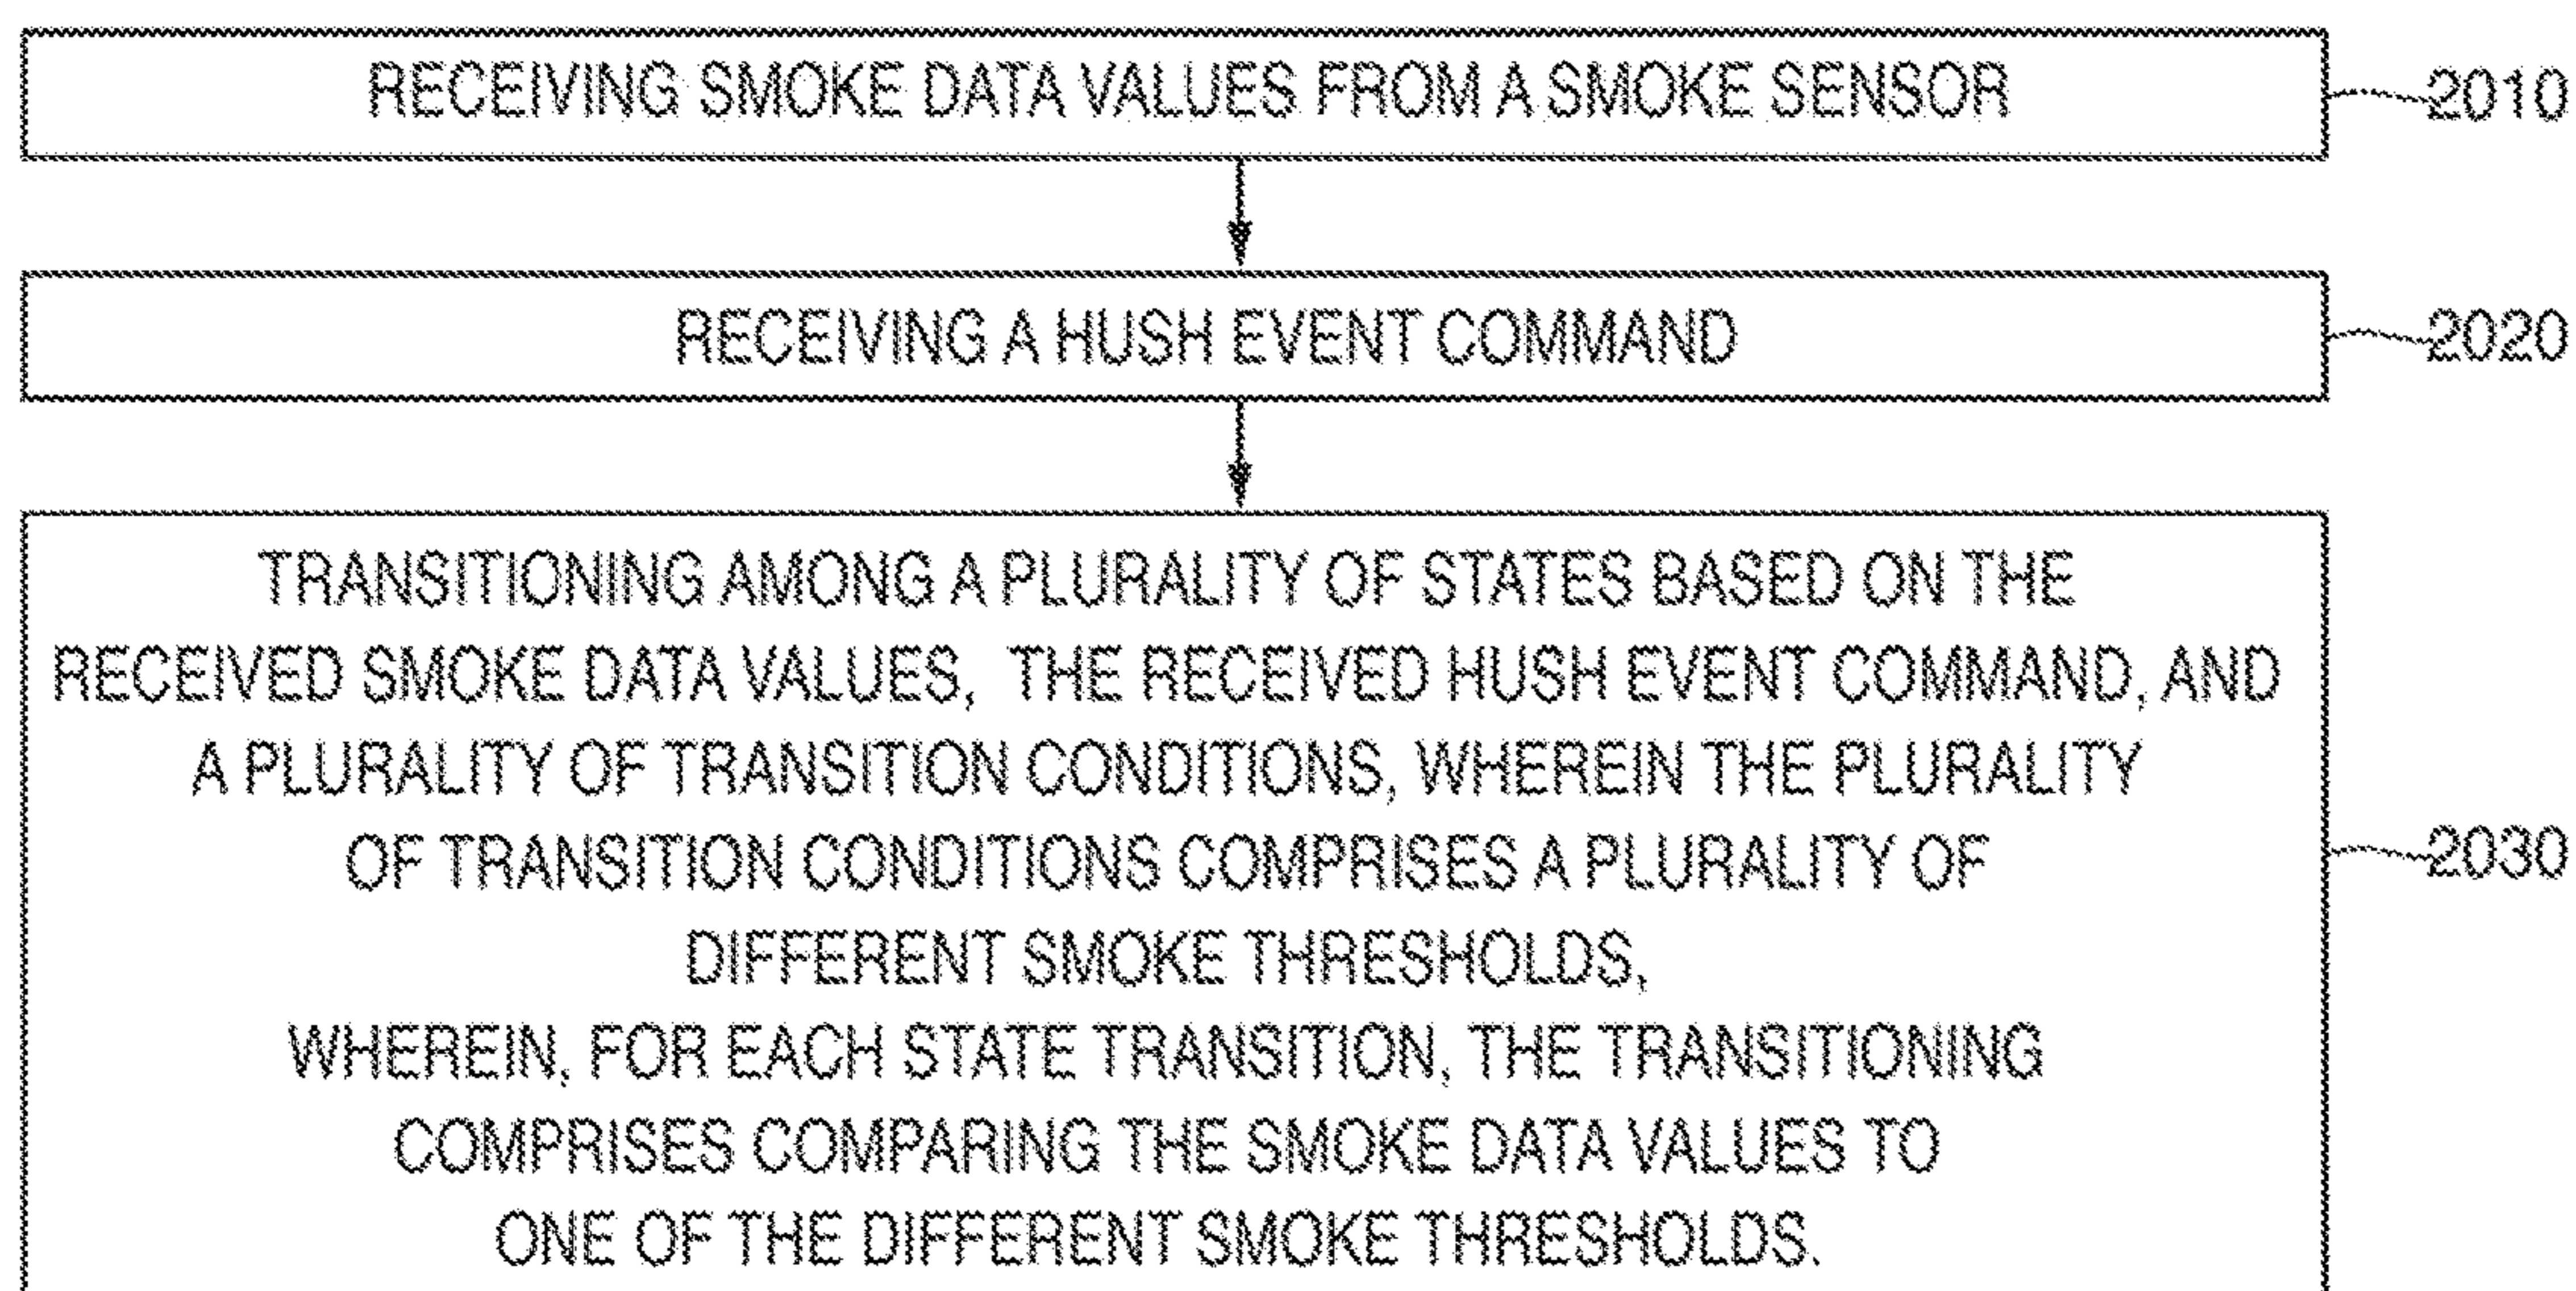 RECEIVING SMOKE DATA VALUES FROM A SMOKE SENSOR
2010
RECEIVING A HUSH EVENT COMMAND
2020
TRANSITIONING AMONG A PLURALITY OF STATES BASED ON THE
RECEIVED SMOKE DATA VALUES, THE RECEIVED HUSH EVENT COMMAND, AND
A PLURALITY OF TRANSITION CONDITIONS, WHEREIN THE PLURALITY
OF TRANSITION CONDITIONS COMPRISES A PLURALITY OF
DIFFERENT SMOKE THRESHOLDS,
WHEREIN, FOR EACH STATE TRANSITION, THE TRANSITIONING
COMPRISES COMPARING THE SMOKE DATA VALUES TO
ONE OF THE DIFFERENT SMOKE THRESHOLDS.
2030